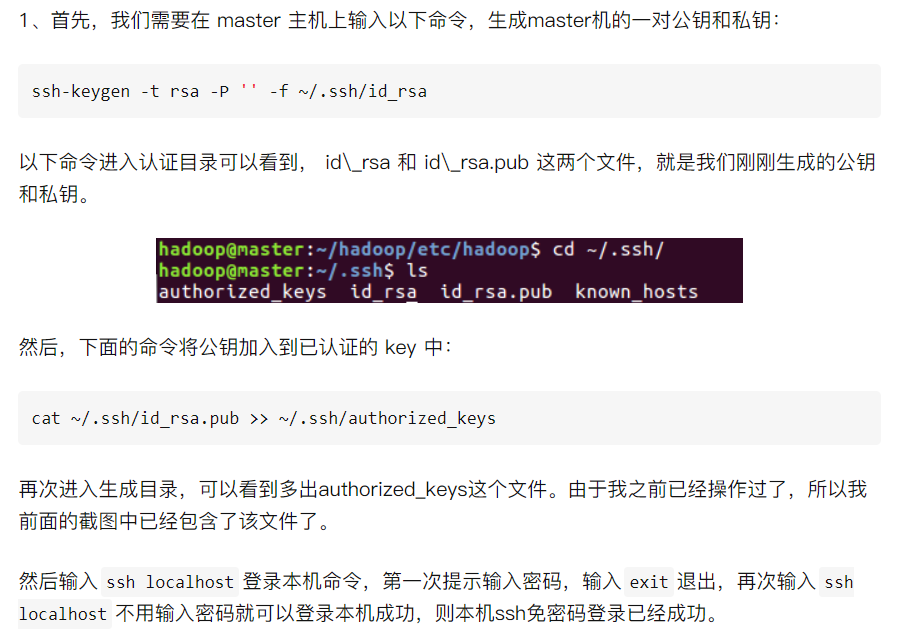 1、首先，我们需要在 master 主机上输入以下命令，生成master机的一对公钥和私钥：
ssh-keygen -t rsa -P '' -f ~/.ssh/id_rsa
以下命令进入认证目录可以看到， id\_rsa 和 id\_rsa.pub 这两个文件，就是我们刚刚生成的公钥
和私钥。
hadoop@master:~/hadoop/etc/hadoop$ cd ~/.ssh/
hadoop@master:~/.ssh$ ls
authorized_keys  id_rsa  id_rsa.pub  known_hosts
然后，下面的命令将公钥加入到已认证的 key 中：
cat ~/.ssh/id_rsa.pub >> ~/.ssh/authorized_keys
再次进入生成目录，可以看到多出authorized_keys这个文件。由于我之前已经操作过了，所以我
前面的截图中已经包含了该文件了。
然后输入 ssh localhost 登录本机命令，第一次提示输入密码，输入 exit 退出，再次输入 ssh
localhost 不用输入密码就可以登录本机成功，则本机ssh免密码登录已经成功。